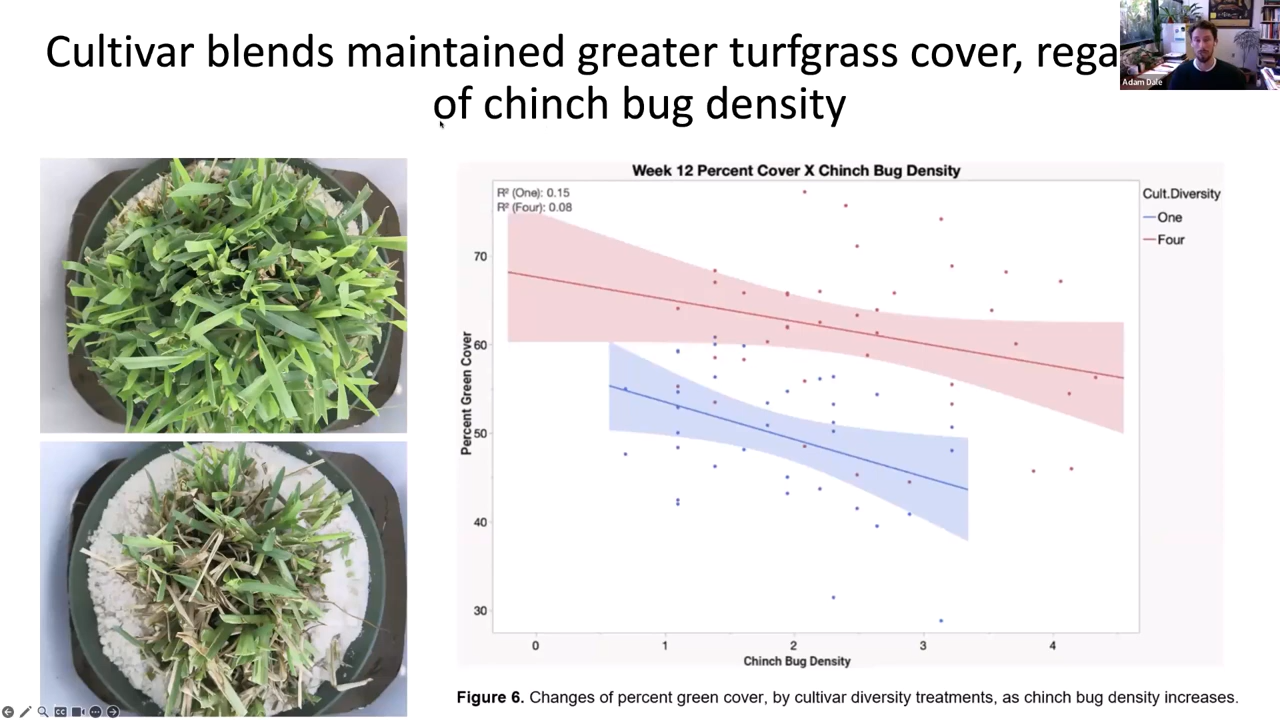 Cultivar blends maintained greater turfgrass cover, rega
of chinch bug density
Adam Dale
Week 12 Percent Cover X Chinch Bug Density
R² (One): 0.15
R² (Four): 0.08
Cult.Diversity
One
Four
Percent Green Cover
70
60
50
40
30
0 1 2 3 4
Chinch Bug Density
Figure 6. Changes of percent green cover, by cultivar diversity treatments, as chinch bug density increases.
CC